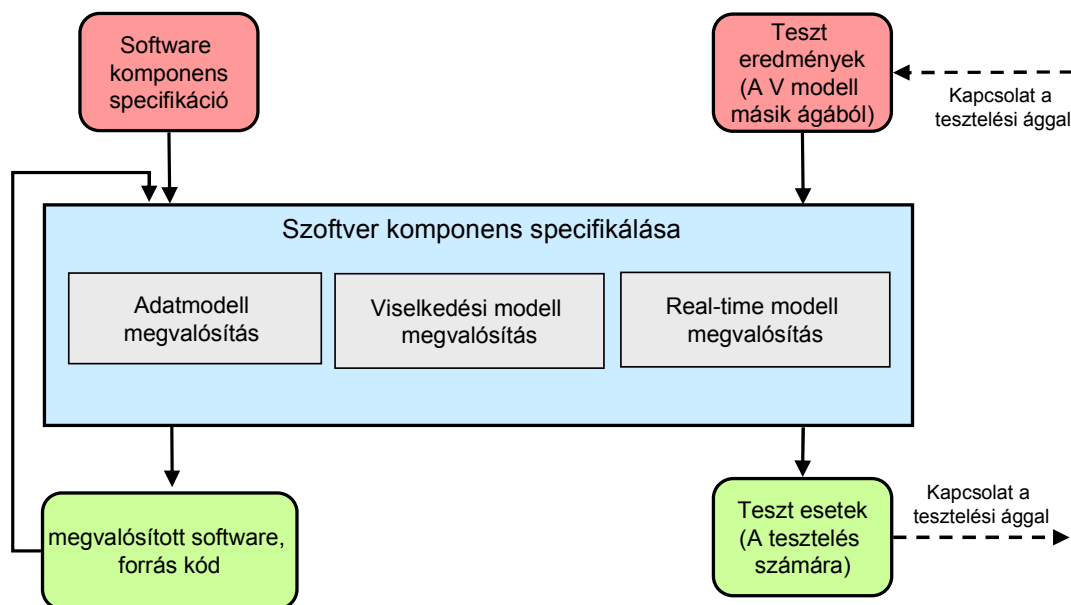 Software
komponens
specifikáció
Teszt
eredmények
(A V modell
másik ágából)
Kapcsolat a
tesztelési ággal
Szoftver komponens specifikálása
Adatmodell
megvalósítás
Viselkedési modell
megvalósítás
Real-time modell
megvalósítás
megvalósított software,
forrás kód
Teszt esetek
(A tesztelés
számára)
Kapcsolat a
tesztelési ággal